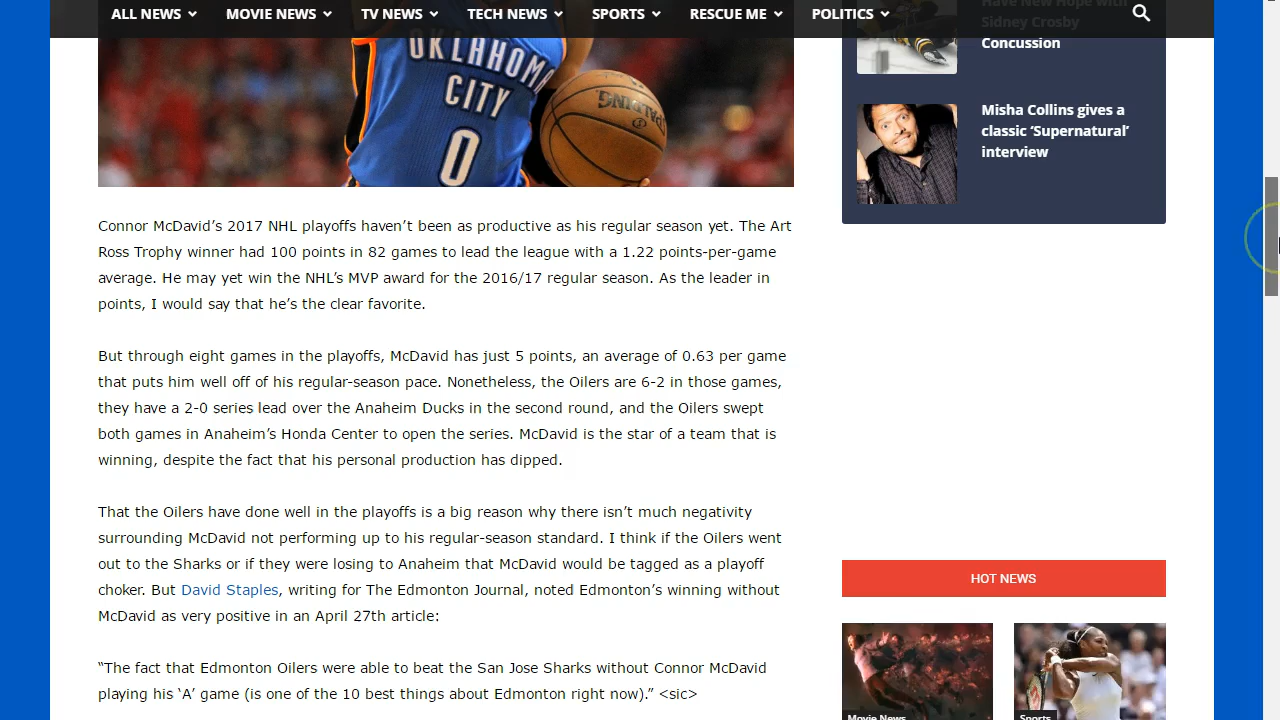 ALL NEWS MOVIE NEWS TV NEWS TECH NEWS SPORTS RESCUE ME POLITICS
Have New Hope with
Sidney Crosby
Concussion
OKLAHOMA
CITY
0
SPALDING
Misha Collins gives a
classic ‘Supernatural’
interview
Connor McDavid’s 2017 NHL playoffs haven’t been as productive as his regular season yet. The Art
Ross Trophy winner had 100 points in 82 games to lead the league with a 1.22 points-per-game
average. He may yet win the NHL’s MVP award for the 2016/17 regular season. As the leader in
points, I would say that he’s the clear favorite.
But through eight games in the playoffs, McDavid has just 5 points, an average of 0.63 per game
that puts him well off of his regular-season pace. Nonetheless, the Oilers are 6-2 in those games,
they have a 2-0 series lead over the Anaheim Ducks in the second round, and the Oilers swept
both games in Anaheim’s Honda Center to open the series. McDavid is the star of a team that is
winning, despite the fact that his personal production has dipped.
That the Oilers have done well in the playoffs is a big reason why there isn’t much negativity
surrounding McDavid not performing up to his regular-season standard. I think if the Oilers went
out to the Sharks or if they were losing to Anaheim that McDavid would be tagged as a playoff
choker. But David Staples, writing for The Edmonton Journal, noted Edmonton’s winning without
McDavid as very positive in an April 27th article:
“The fact that Edmonton Oilers were able to beat the San Jose Sharks without Connor McDavid
playing his ‘A’ game (is one of the 10 best things about Edmonton right now).” <sic>
HOT NEWS
Movie News
Sports